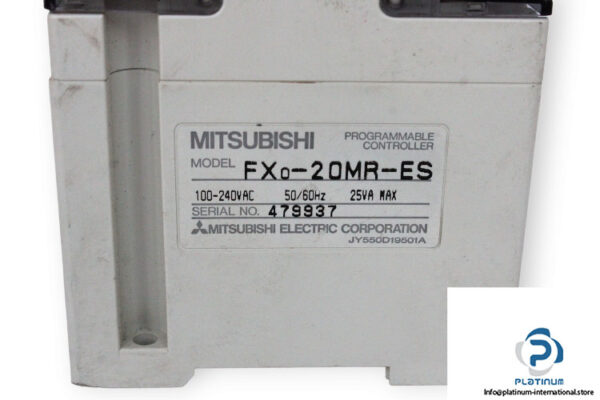 MITSUBISHI
PROGRAMMABLE
CONTROLLER
MODEL FX0-20MR-ES
100-240VAC 50/60Hz 25VA MAX
SERIAL NO. 479937
MITSUBISHI ELECTRIC CORPORATION
JY550D19501A
PLATINUM
Info@platinum-international.store